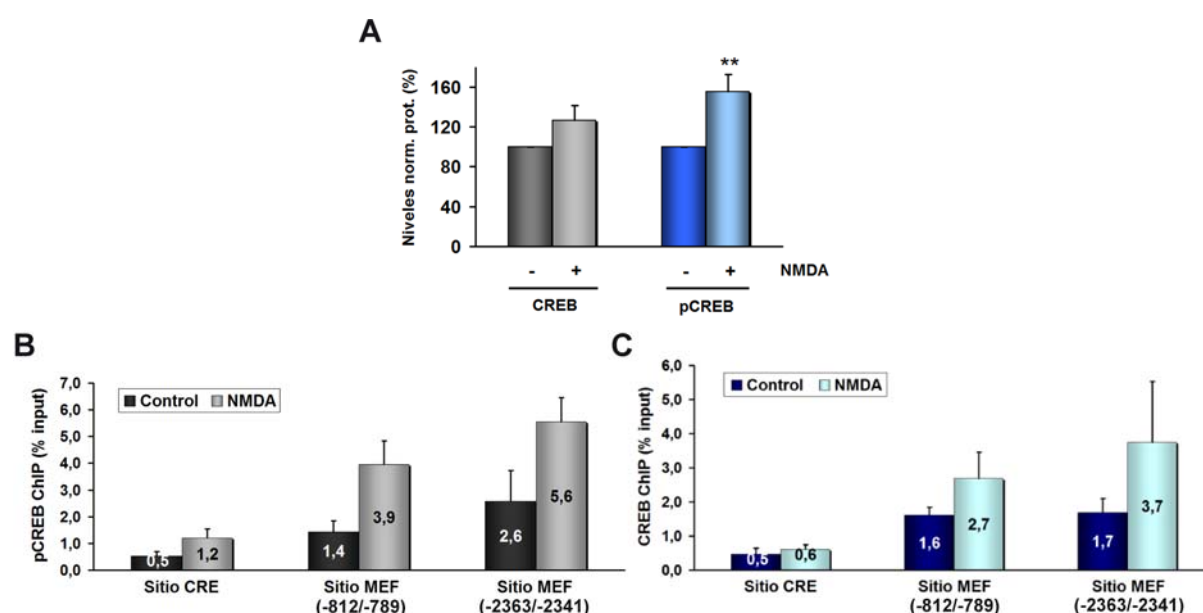 A
Niveles norm. prot. (%)
160
120
80
40
0
**
- + - + NMDA
CREB pCREB
B
pCREB ChIP (% input)
7,0
6,0
5,0
4,0
3,0
2,0
1,0
0,0
Control NMDA
0,5 1,2 1,4 3,9 2,6 5,6
Sitio CRE Sitio MEF Sitio MEF
(-812/-789) (-2363/-2341)
C
CREB ChIP (% input)
6,0
5,0
4,0
3,0
2,0
1,0
0,0
Control NMDA
0,5 0,6 1,6 2,7 1,7 3,7
Sitio CRE Sitio MEF Sitio MEF
(-812/-789) (-2363/-2341)